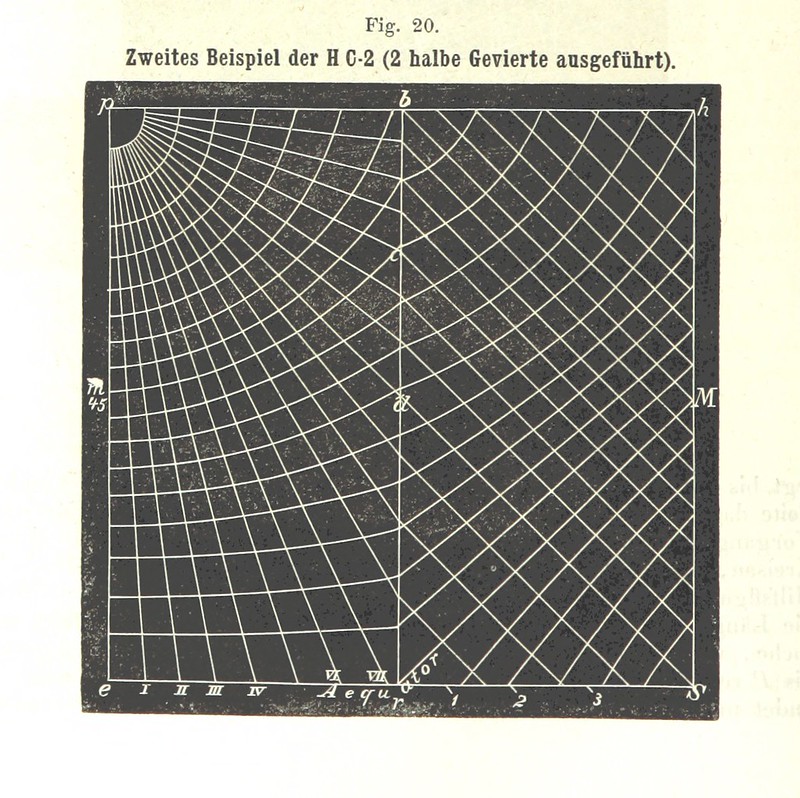 Fig. 20.
Zweites Beispiel der H C-2 (2 halbe Gevierte ausgeführt).
p b h
c
m 45 d M
e I II III IV VI VII Aequator r 1 2 3 S